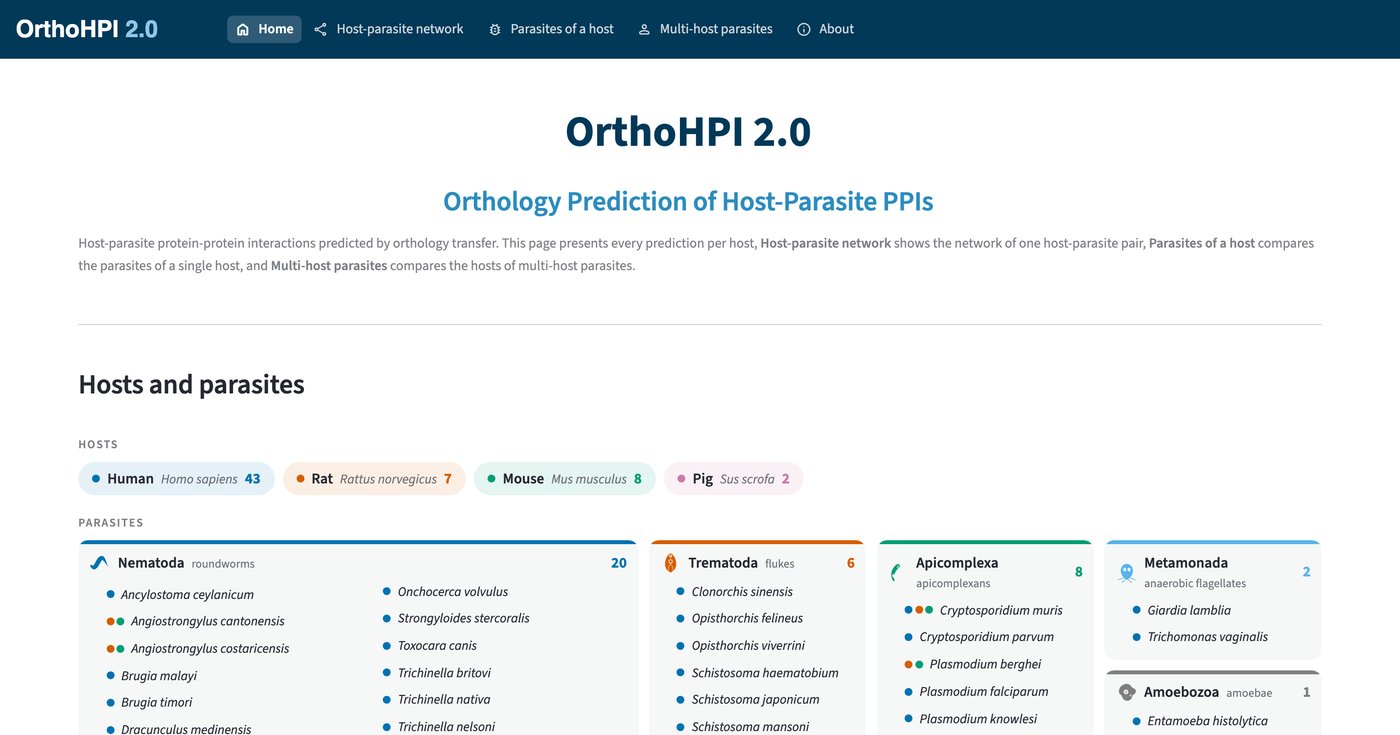 OrthoHPI 2.0
Home
Host-parasite network
Parasites of a host
Multi-host parasites
About
OrthoHPI 2.0
Orthology Prediction of Host-Parasite PPIs
Host-parasite protein-protein interactions predicted by orthology transfer. This page presents every prediction per host, Host-parasite network shows the network of one host-parasite pair, Parasites of a host compares
the parasites of a single host, and Multi-host parasites compares the hosts of multi-host parasites.
Hosts and parasites
HOSTS
Human Homo sapiens 43
Rat Rattus norvegicus 7
Mouse Mus musculus 8
Pig Sus scrofa 2
PARASITES
Nematoda roundworms 20
Ancylostoma ceylanicum
Angiostrongylus cantonensis
Angiostrongylus costaricensis
Brugia malayi
Brugia timori
Dracunculus medinensis
Onchocerca volvulus
Strongyloides stercoralis
Toxocara canis
Trichinella britovi
Trichinella nativa
Trichinella nelsoni
Trematoda flukes 6
Clonorchis sinensis
Opisthorchis felineus
Opisthorchis viverrini
Schistosoma haematobium
Schistosoma japonicum
Schistosoma mansoni
Apicomplexa 8
apicomplexans
Cryptosporidium muris
Cryptosporidium parvum
Plasmodium berghei
Plasmodium falciparum
Plasmodium knowlesi
Metamonada 2
anaerobic flagellates
Giardia lamblia
Trichomonas vaginalis
Amoebozoa amoebae 1
Entamoeba histolytica